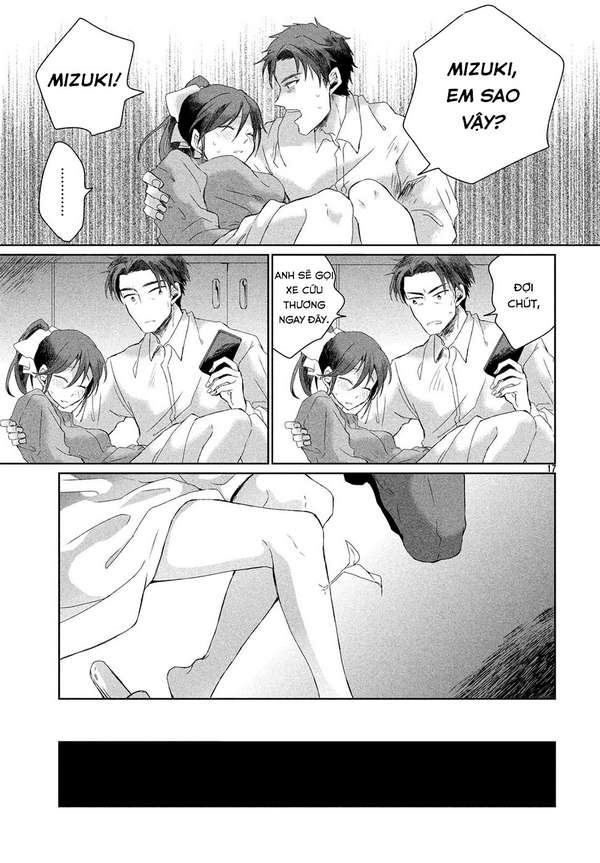 MIZUKI,
EM SAO
VẬY?
MIZUKI!
.........
ĐỢI
CHÚT,
ANH SẼ GỌI
XE CỨU
THƯƠNG
NGAY ĐÂY.
17